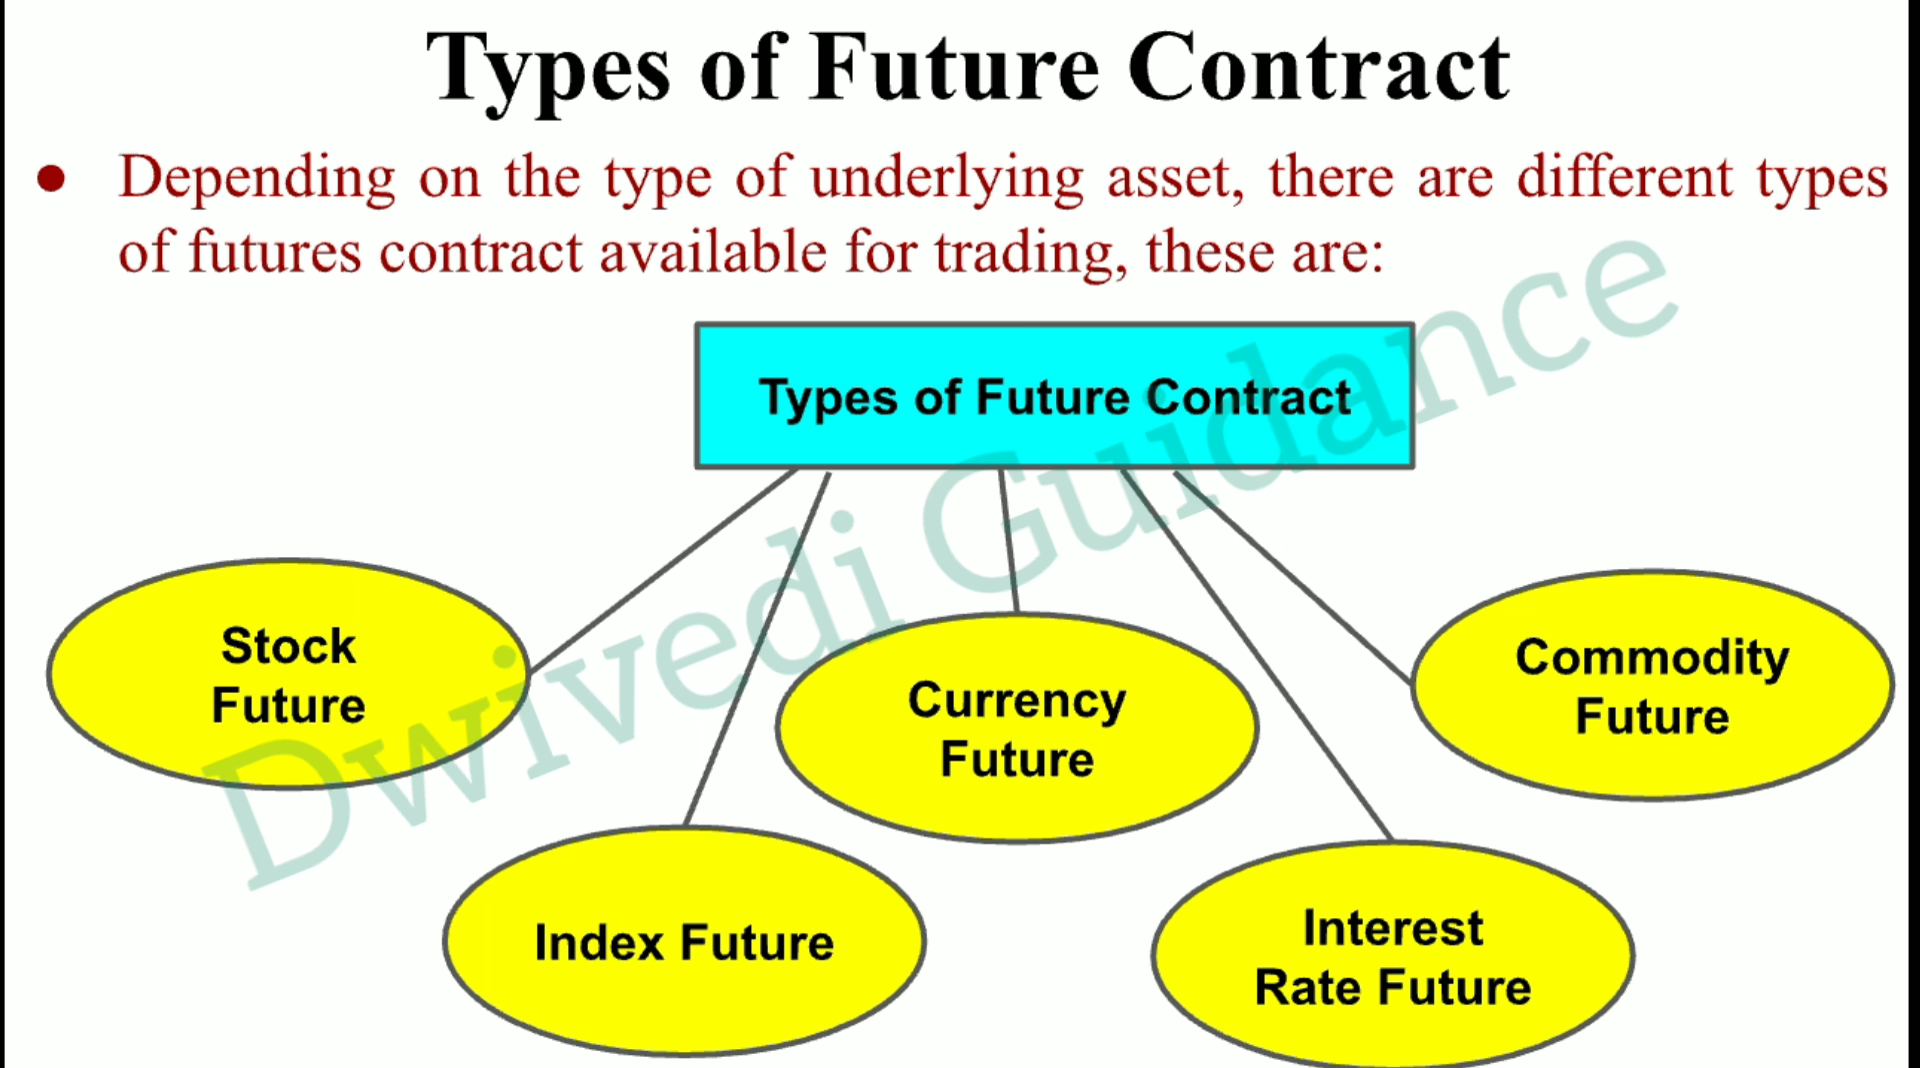 Types of Future Contract
● Depending on the type of underlying asset, there are different types
of futures contract available for trading, these are:
Types of Future Contract
Stock
Future
Index Future
Currency
Future
Interest
Rate Future
Commodity
Future
Dwivedi Guidance